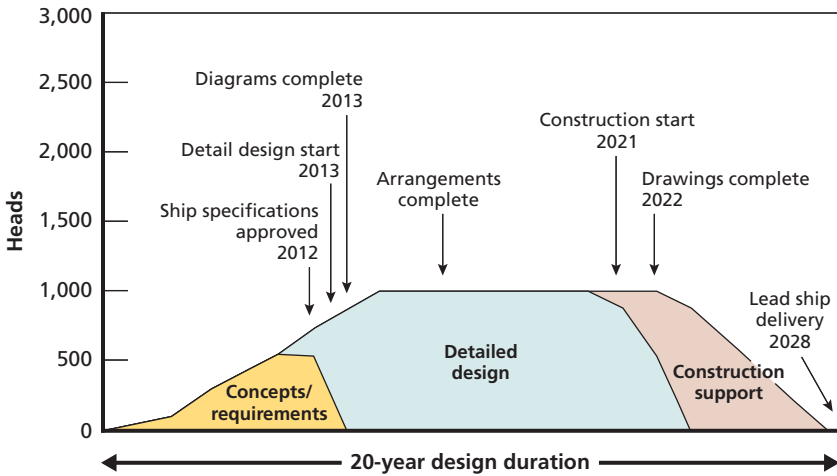 3,000
2,500
2,000
1,500
1,000
500
0
Heads
Diagrams complete
2013
Detail design start
2013
Ship specifications
approved
2012
Arrangements
complete
Construction start
2021
Drawings complete
2022
Lead ship
delivery
2028
Concepts/
requirements
Detailed
design
Construction
support
20-year design duration